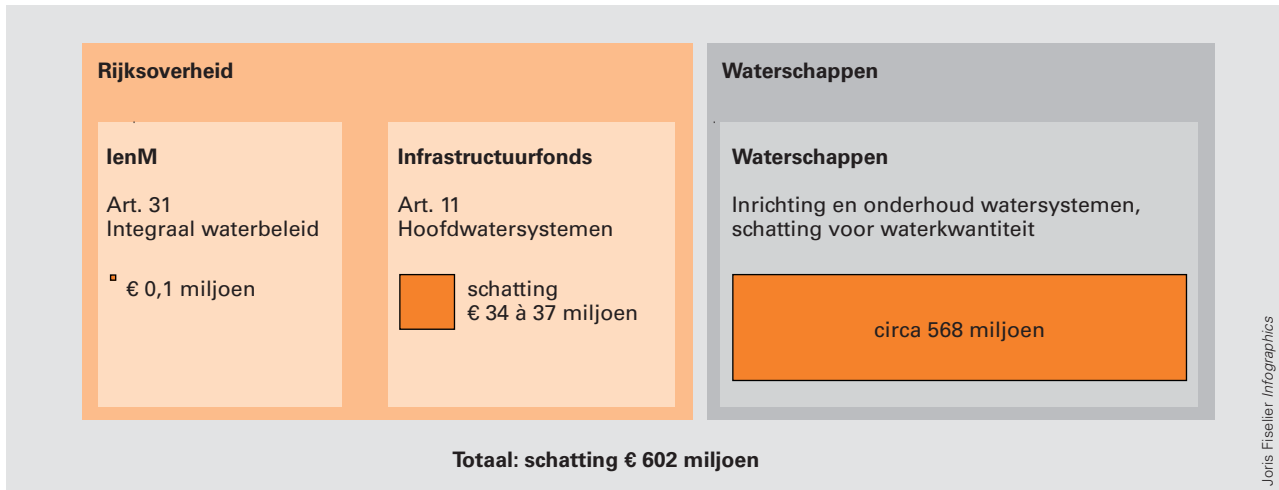 Rijksoverheid
IenM
Art. 31
Integraal waterbeleid
€ 0,1 miljoen
Infrastructuurfonds
Art. 11
Hoofdwatersystemen
schatting
€ 34 à 37 miljoen
Waterschappen
Waterschappen
Inrichting en onderhoud watersystemen,
schatting voor waterkwantiteit
circa 568 miljoen
Totaal: schatting € 602 miljoen
Joris Fiselier Infographics